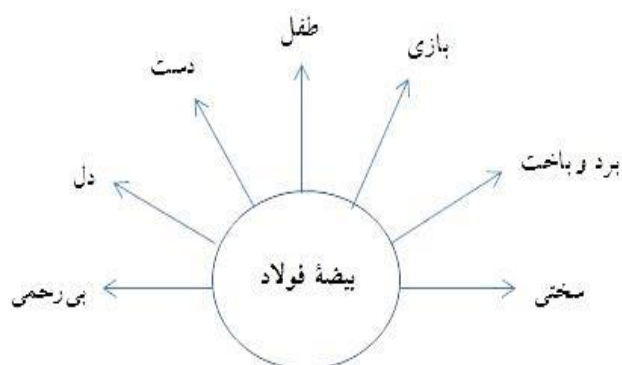 طفل
بازی
دست
برد و باخت
دل
بیضهٔ فولاد
سختی
بی‌رحمی